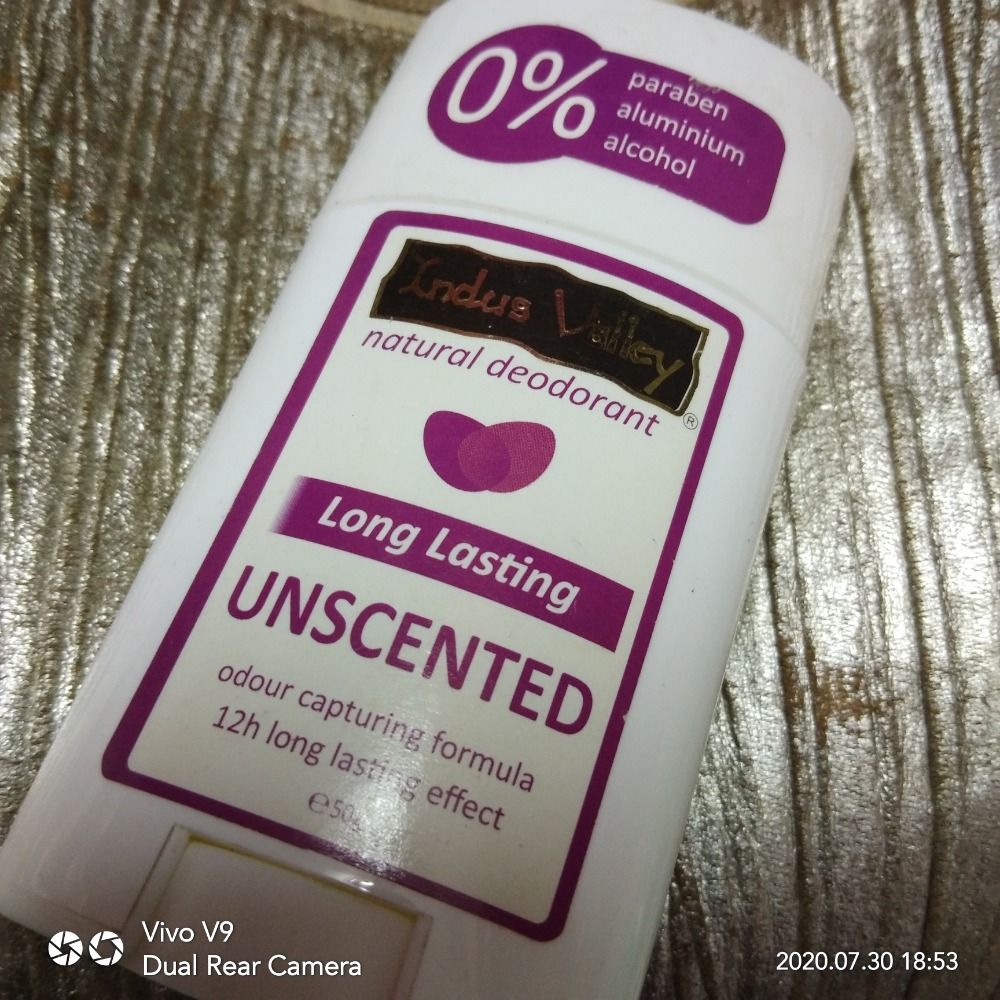 0%
paraben
aluminium
alcohol
Indus Valley
natural deodorant ®
Long Lasting
UNSCENTED
odour capturing formula
12h long lasting effect
℮50g
Vivo V9
Dual Rear Camera
2020.07.30 18:53